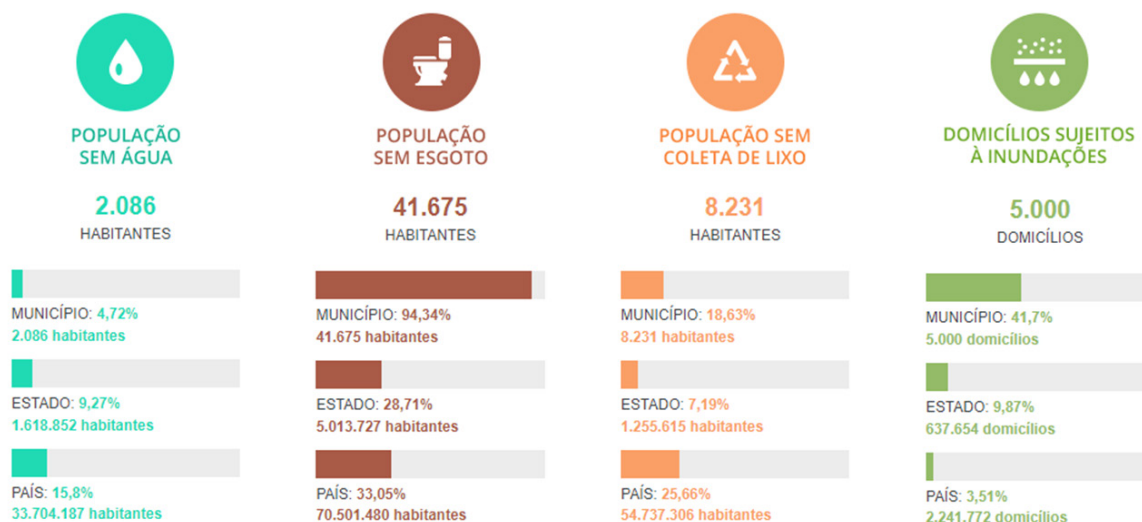 POPULAÇÃO
SEM ÁGUA
2.086
HABITANTES
MUNICÍPIO: 4,72%
2.086 habitantes
ESTADO: 9,27%
1.618.852 habitantes
PAÍS: 15,8%
33.704.187 habitantes
POPULAÇÃO
SEM ESGOTO
41.675
HABITANTES
MUNICÍPIO: 94,34%
41.675 habitantes
ESTADO: 28,71%
5.013.727 habitantes
PAÍS: 33,05%
70.501.480 habitantes
POPULAÇÃO SEM
COLETA DE LIXO
8.231
HABITANTES
MUNICÍPIO: 18,63%
8.231 habitantes
ESTADO: 7,19%
1.255.615 habitantes
PAÍS: 25,66%
54.737.306 habitantes
DOMICÍLIOS SUJEITOS
À INUNDAÇÕES
5.000
DOMICÍLIOS
MUNICÍPIO: 41,7%
5.000 domicílios
ESTADO: 9,87%
637.654 domicílios
PAÍS: 3,51%
2.241.772 domicílios